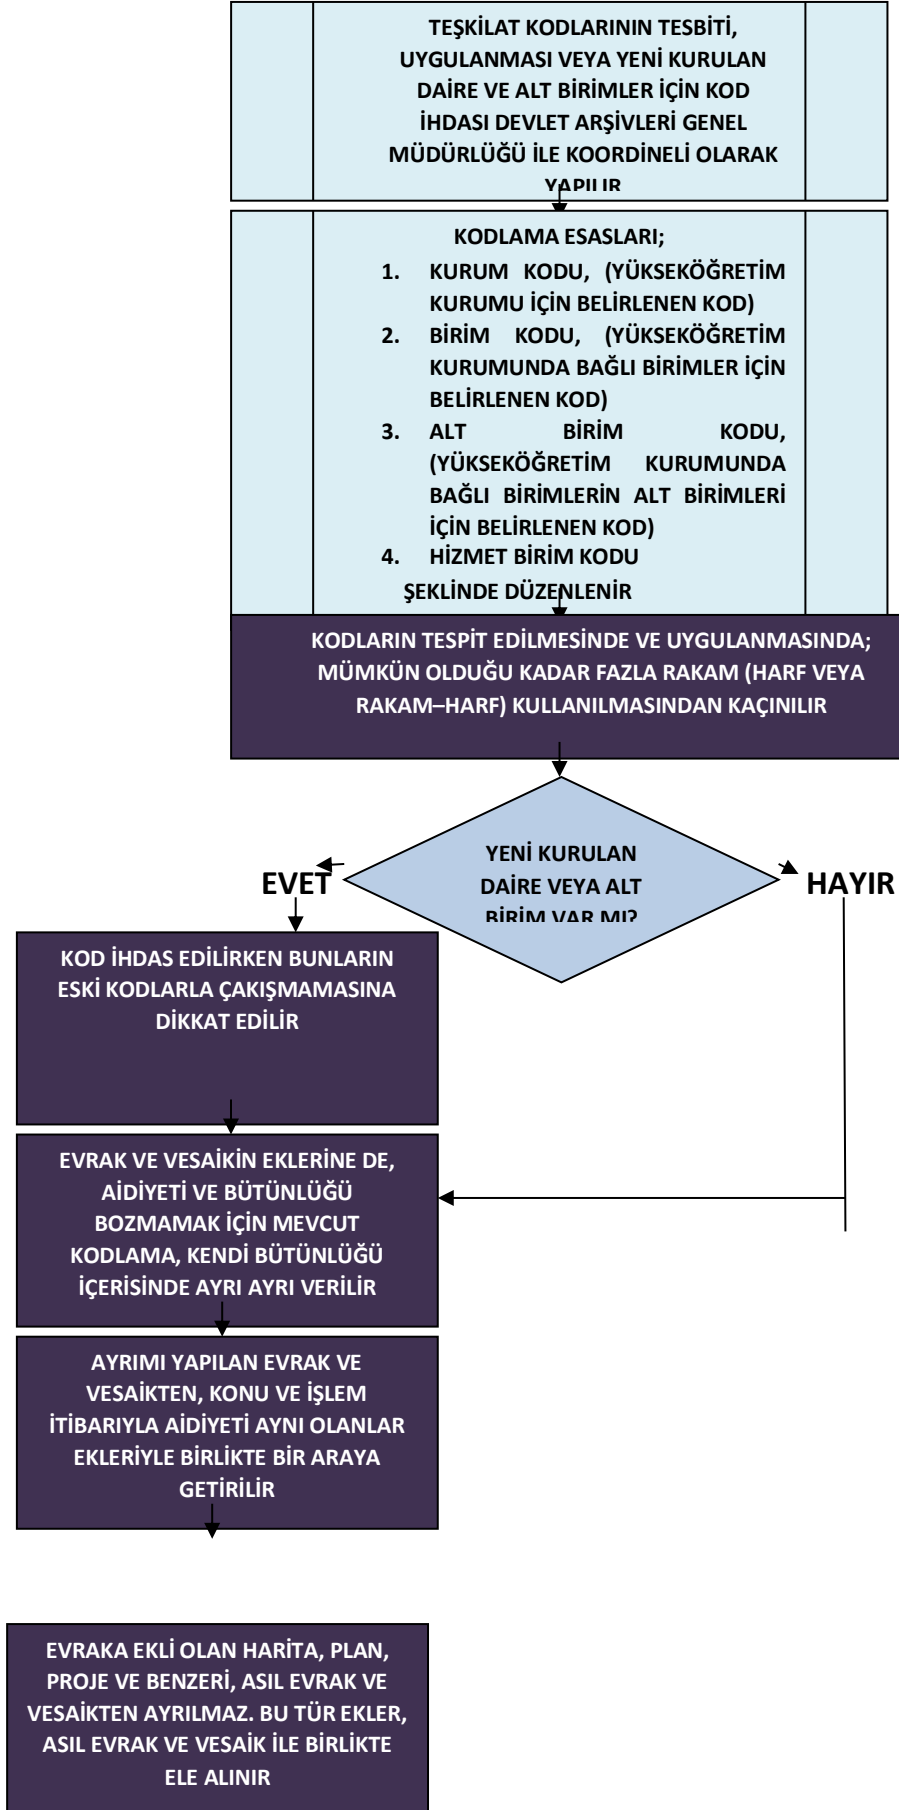 TEŞKİLAT KODLARININ TESBİTİ,
UYGULANMASI VEYA YENİ KURULAN
DAİRE VE ALT BİRİMLER İÇİN KOD
İHDASI DEVLET ARŞİVLERİ GENEL
MÜDÜRLÜĞÜ İLE KOORDİNELİ OLARAK
YAPILIR
KODLAMA ESASLARI;
1. KURUM KODU, (YÜKSEKÖĞRETİM
KURUMU İÇİN BELİRLENEN KOD)
2. BİRİM KODU, (YÜKSEKÖĞRETİM
KURUMUNDA BAĞLI BİRİMLER İÇİN
BELİRLENEN KOD)
3. ALT BİRİM KODU,
(YÜKSEKÖĞRETİM KURUMUNDA
BAĞLI BİRİMLERİN ALT BİRİMLERİ
İÇİN BELİRLENEN KOD)
4. HİZMET BİRİM KODU
ŞEKLİNDE DÜZENLENİR
KODLARIN TESPİT EDİLMESİNDE VE UYGULANMASINDA;
MÜMKÜN OLDUĞU KADAR FAZLA RAKAM (HARF VEYA
RAKAM–HARF) KULLANILMASINDAN KAÇINILIR
YENİ KURULAN
DAİRE VEYA ALT
BİRİM VAR MI?
EVET
HAYIR
KOD İHDAS EDİLİRKEN BUNLARIN
ESKİ KODLARLA ÇAKIŞMAMASINA
DİKKAT EDİLİR
EVRAK VE VESAİKİN EKLERİNE DE,
AİDİYETİ VE BÜTÜNLÜĞÜ
BOZMAMAK İÇİN MEVCUT
KODLAMA, KENDİ BÜTÜNLÜĞÜ
İÇERİSİNDE AYRI AYRI VERİLİR
AYRIMI YAPILAN EVRAK VE
VESAİKTEN, KONU VE İŞLEM
İTİBARIYLA AİDİYETİ AYNI OLANLAR
EKLERİYLE BİRLİKTE BİR ARAYA
GETİRİLİR
EVRAKA EKLİ OLAN HARİTA, PLAN,
PROJE VE BENZERİ, ASIL EVRAK VE
VESAİKTEN AYRILMAZ. BU TÜR EKLER,
ASIL EVRAK VE VESAİK İLE BİRLİKTE
ELE ALINIR